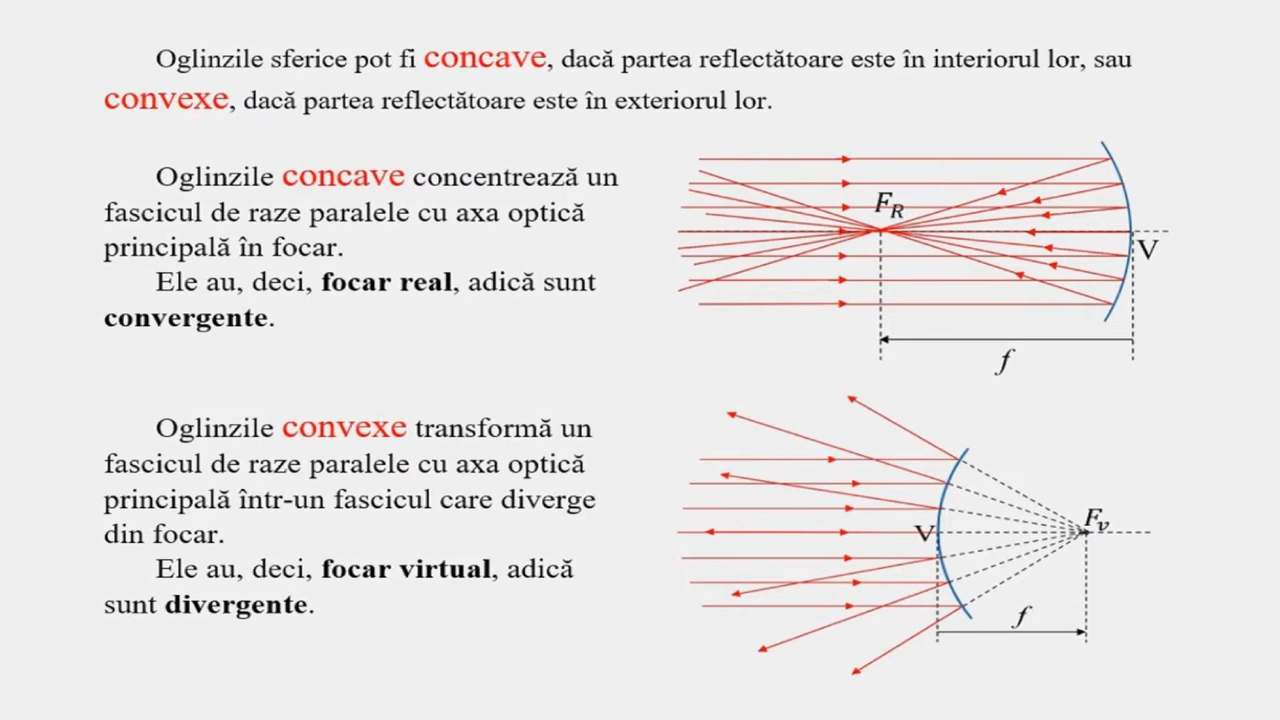 Oglinzile sferice pot fi concave, dacă partea reflectătoare este în interiorul lor, sau
convexe, dacă partea reflectătoare este în exteriorul lor.
Oglinzile concave concentrează un
fascicul de raze paralele cu axa optică
principală în focar.
Ele au, deci, focar real, adică sunt
convergente.
F_R
V
f
Oglinzile convexe transformă un
fascicul de raze paralele cu axa optică
principală într-un fascicul care diverge
din focar.
Ele au, deci, focar virtual, adică
sunt divergente.
V
F_v
f